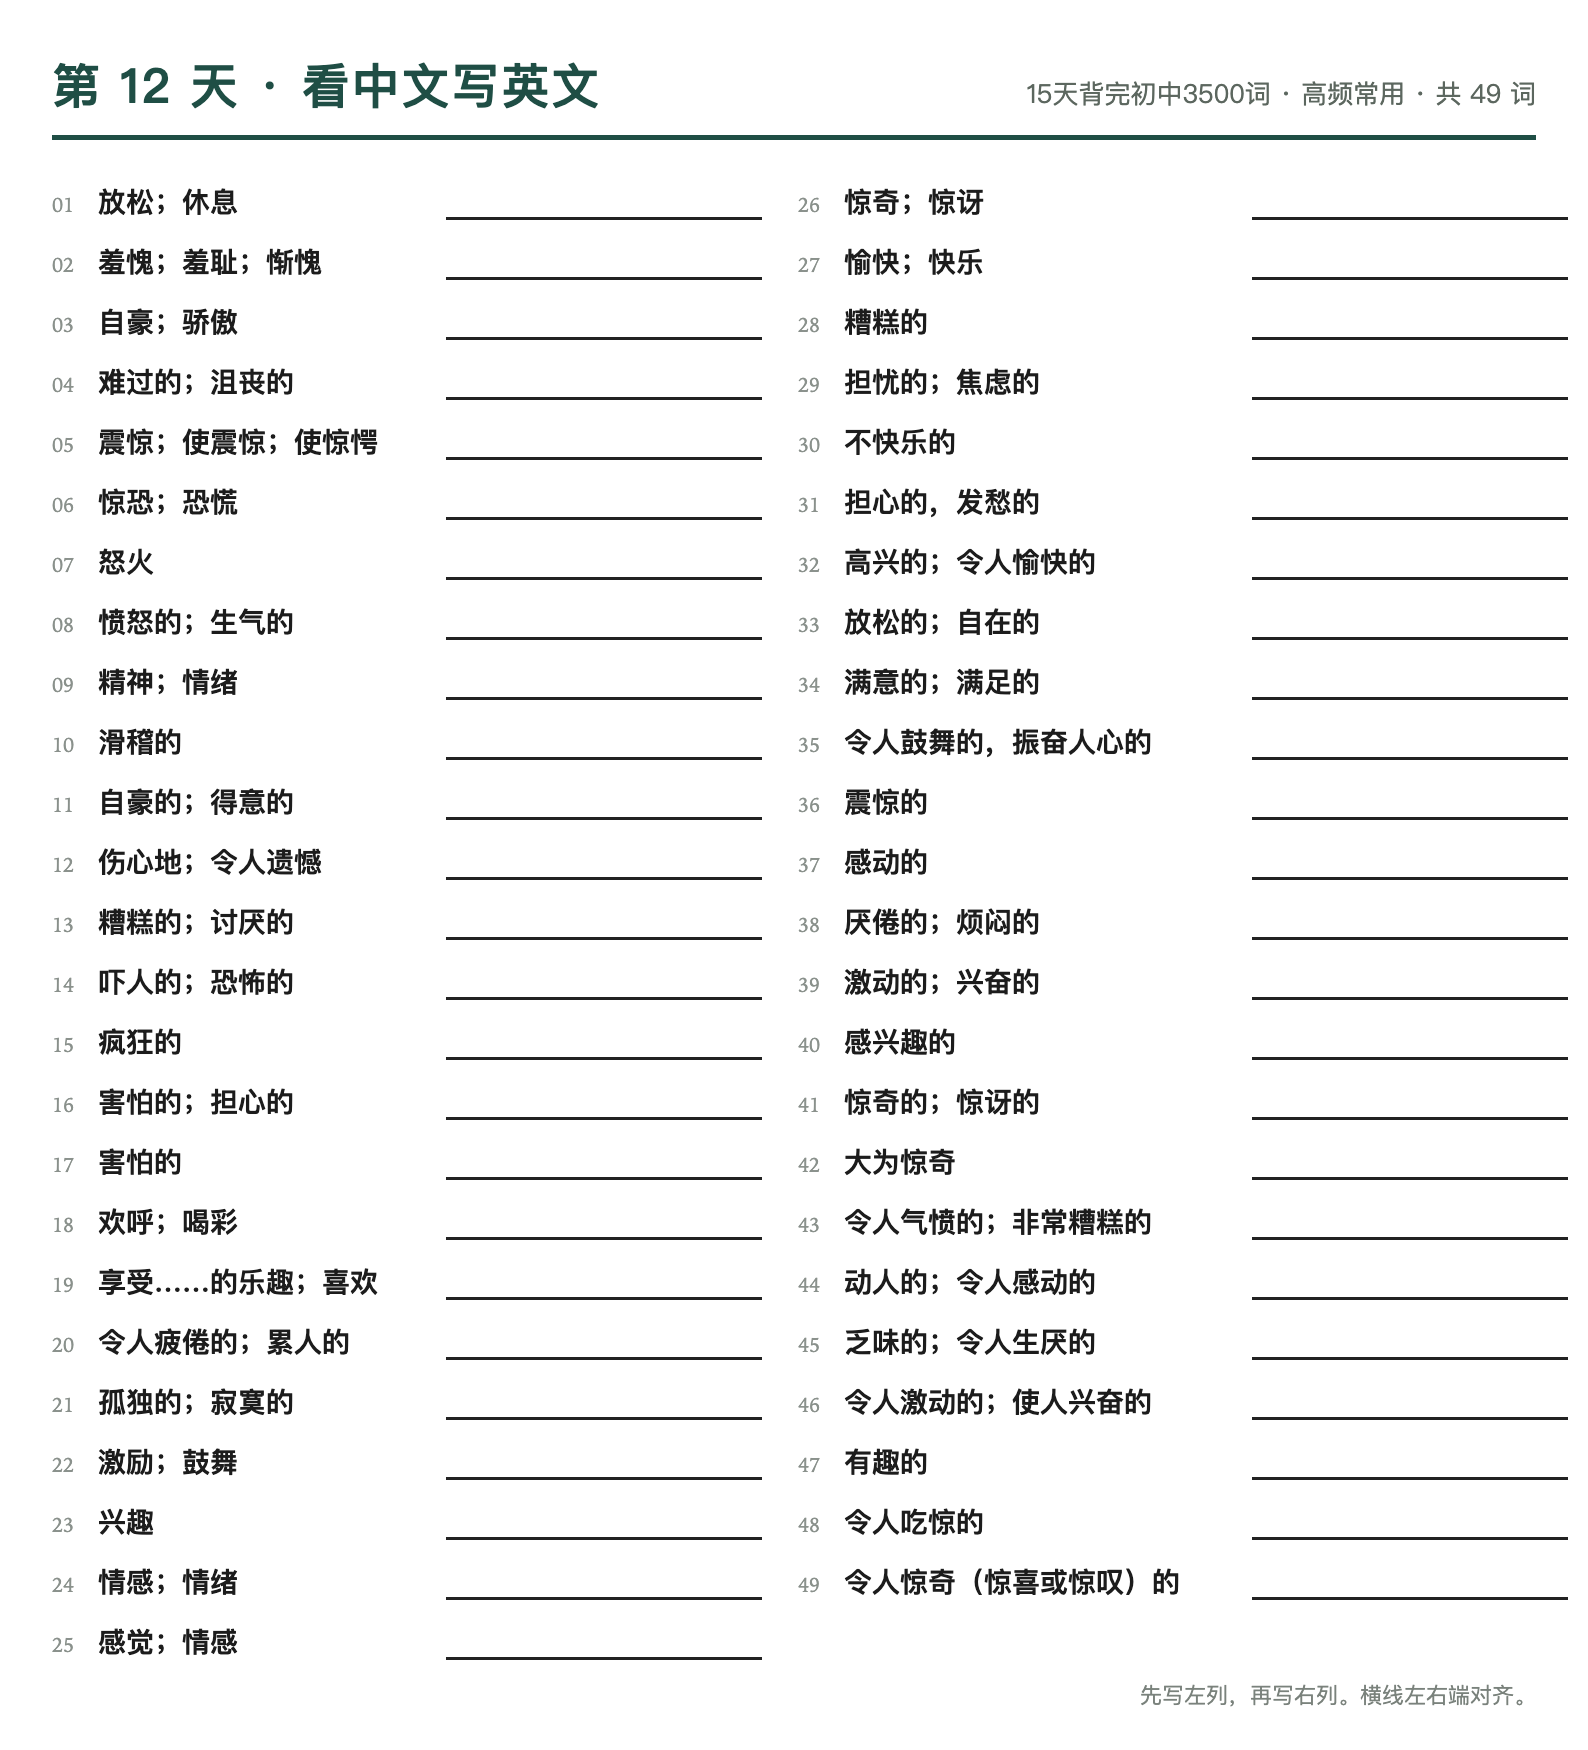 第 12 天 · 看中文写英文
15天背完初中3500词 · 高频常用 · 共 49 词
01 放松；休息
02 羞愧；羞耻；惭愧
03 自豪；骄傲
04 难过的；沮丧的
05 震惊；使震惊；使惊愕
06 惊恐；恐慌
07 怒火
08 愤怒的；生气的
09 精神；情绪
10 滑稽的
11 自豪的；得意的
12 伤心地；令人遗憾
13 糟糕的；讨厌的
14 吓人的；恐怖的
15 疯狂的
16 害怕的；担心的
17 害怕的
18 欢呼；喝彩
19 享受……的乐趣；喜欢
20 令人疲倦的；累人的
21 孤独的；寂寞的
22 激励；鼓舞
23 兴趣
24 情感；情绪
25 感觉；情感
26 惊奇；惊讶
27 愉快；快乐
28 糟糕的
29 担忧的；焦虑的
30 不快乐的
31 担心的，发愁的
32 高兴的；令人愉快的
33 放松的；自在的
34 满意的；满足的
35 令人鼓舞的，振奋人心的
36 震惊的
37 感动的
38 厌倦的；烦闷的
39 激动的；兴奋的
40 感兴趣的
41 惊奇的；惊讶的
42 大为惊奇
43 令人气愤的；非常糟糕的
44 动人的；令人感动的
45 乏味的；令人生厌的
46 令人激动的；使人兴奋的
47 有趣的
48 令人吃惊的
49 令人惊奇（惊喜或惊叹）的
先写左列，再写右列。横线左右端对齐。